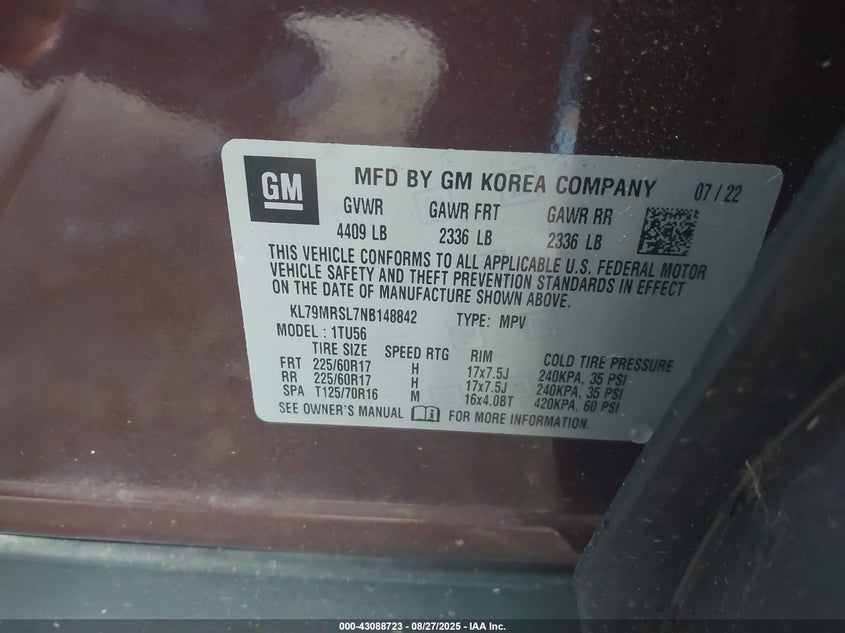 GM
MFD BY GM KOREA COMPANY 07 / 22
GVWR GAWR FRT GAWR RR
4409 LB 2336 LB 2336 LB
THIS VEHICLE CONFORMS TO ALL APPLICABLE U.S. FEDERAL MOTOR
VEHICLE SAFETY AND THEFT PREVENTION STANDARDS IN EFFECT
ON THE DATE OF MANUFACTURE SHOWN ABOVE.
KL79MRSL7NB148842 TYPE: MPV
MODEL : 1TU56
TIRE SIZE SPEED RTG RIM COLD TIRE PRESSURE
FRT 225/60R17 H 17x7.5J 240KPA, 35 PSI
RR 225/60R17 H 17x7.5J 240KPA, 35 PSI
SPA T125/70R16 M 16x4.0BT 420KPA, 60 PSI
SEE OWNER'S MANUAL FOR MORE INFORMATION.
000-43088723 - 08/27/2025 - IAA Inc.